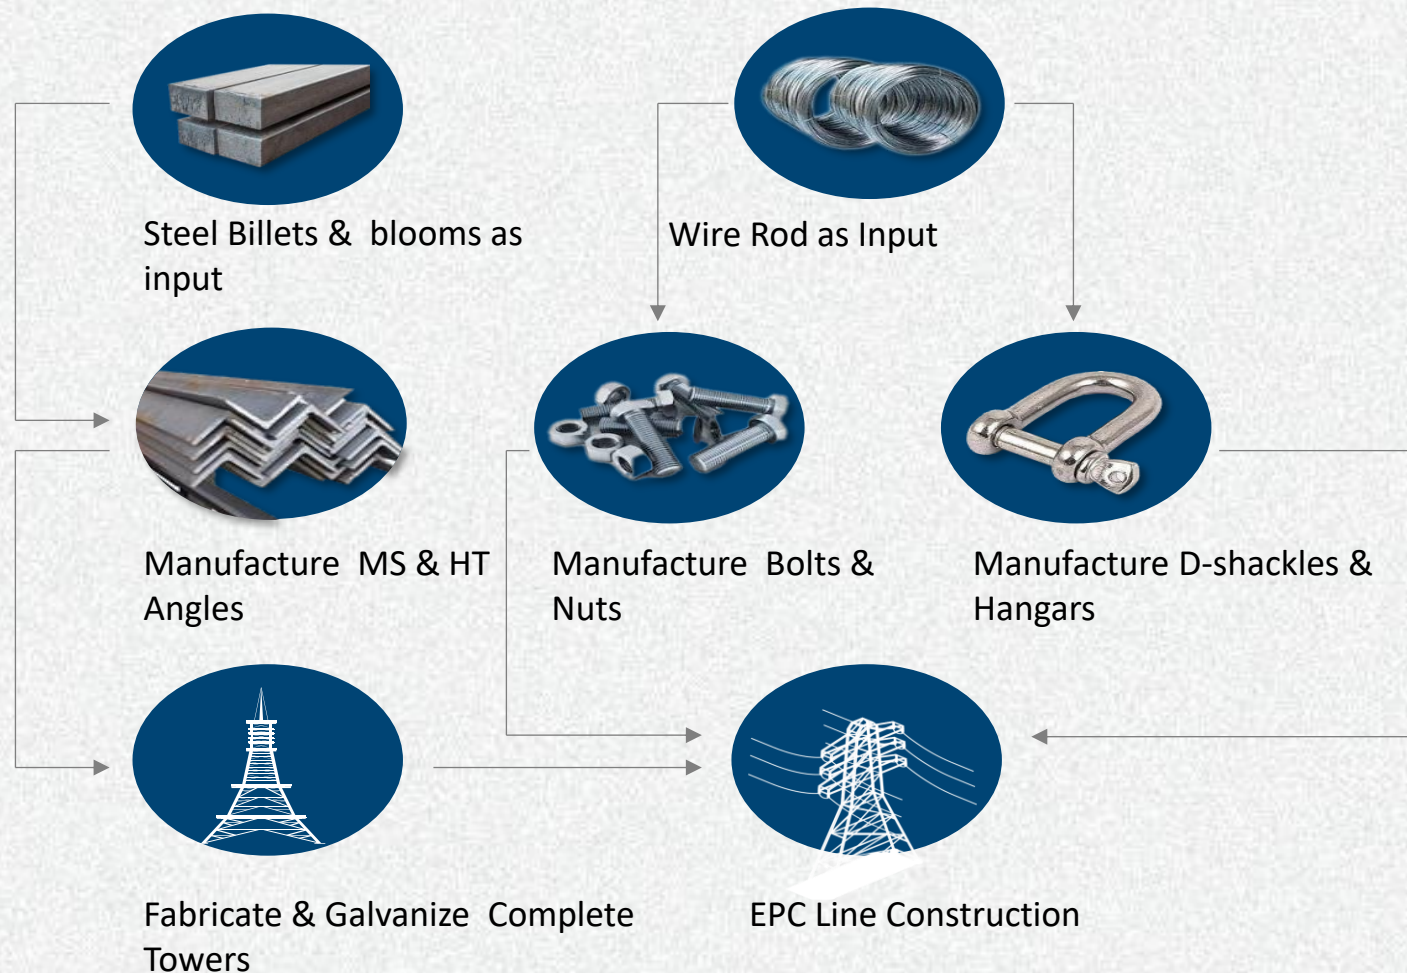 Steel Billets &  blooms as
input
Wire Rod as Input
Manufacture  MS & HT
Angles
Manufacture  Bolts &
Nuts
Manufacture D-shackles &
Hangars
Fabricate & Galvanize  Complete
Towers
EPC Line Construction